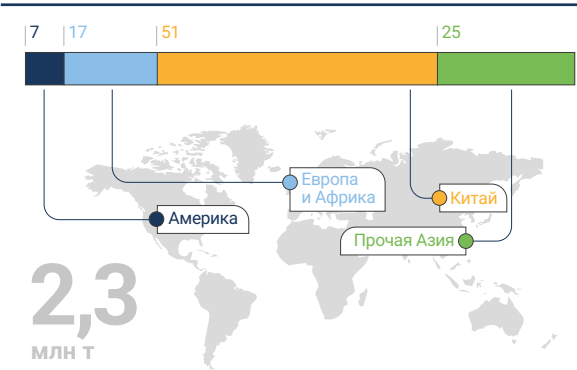 7 17 51 25
Европа
и Африка
Китай
Америка
Прочая Азия
2,3
млн т